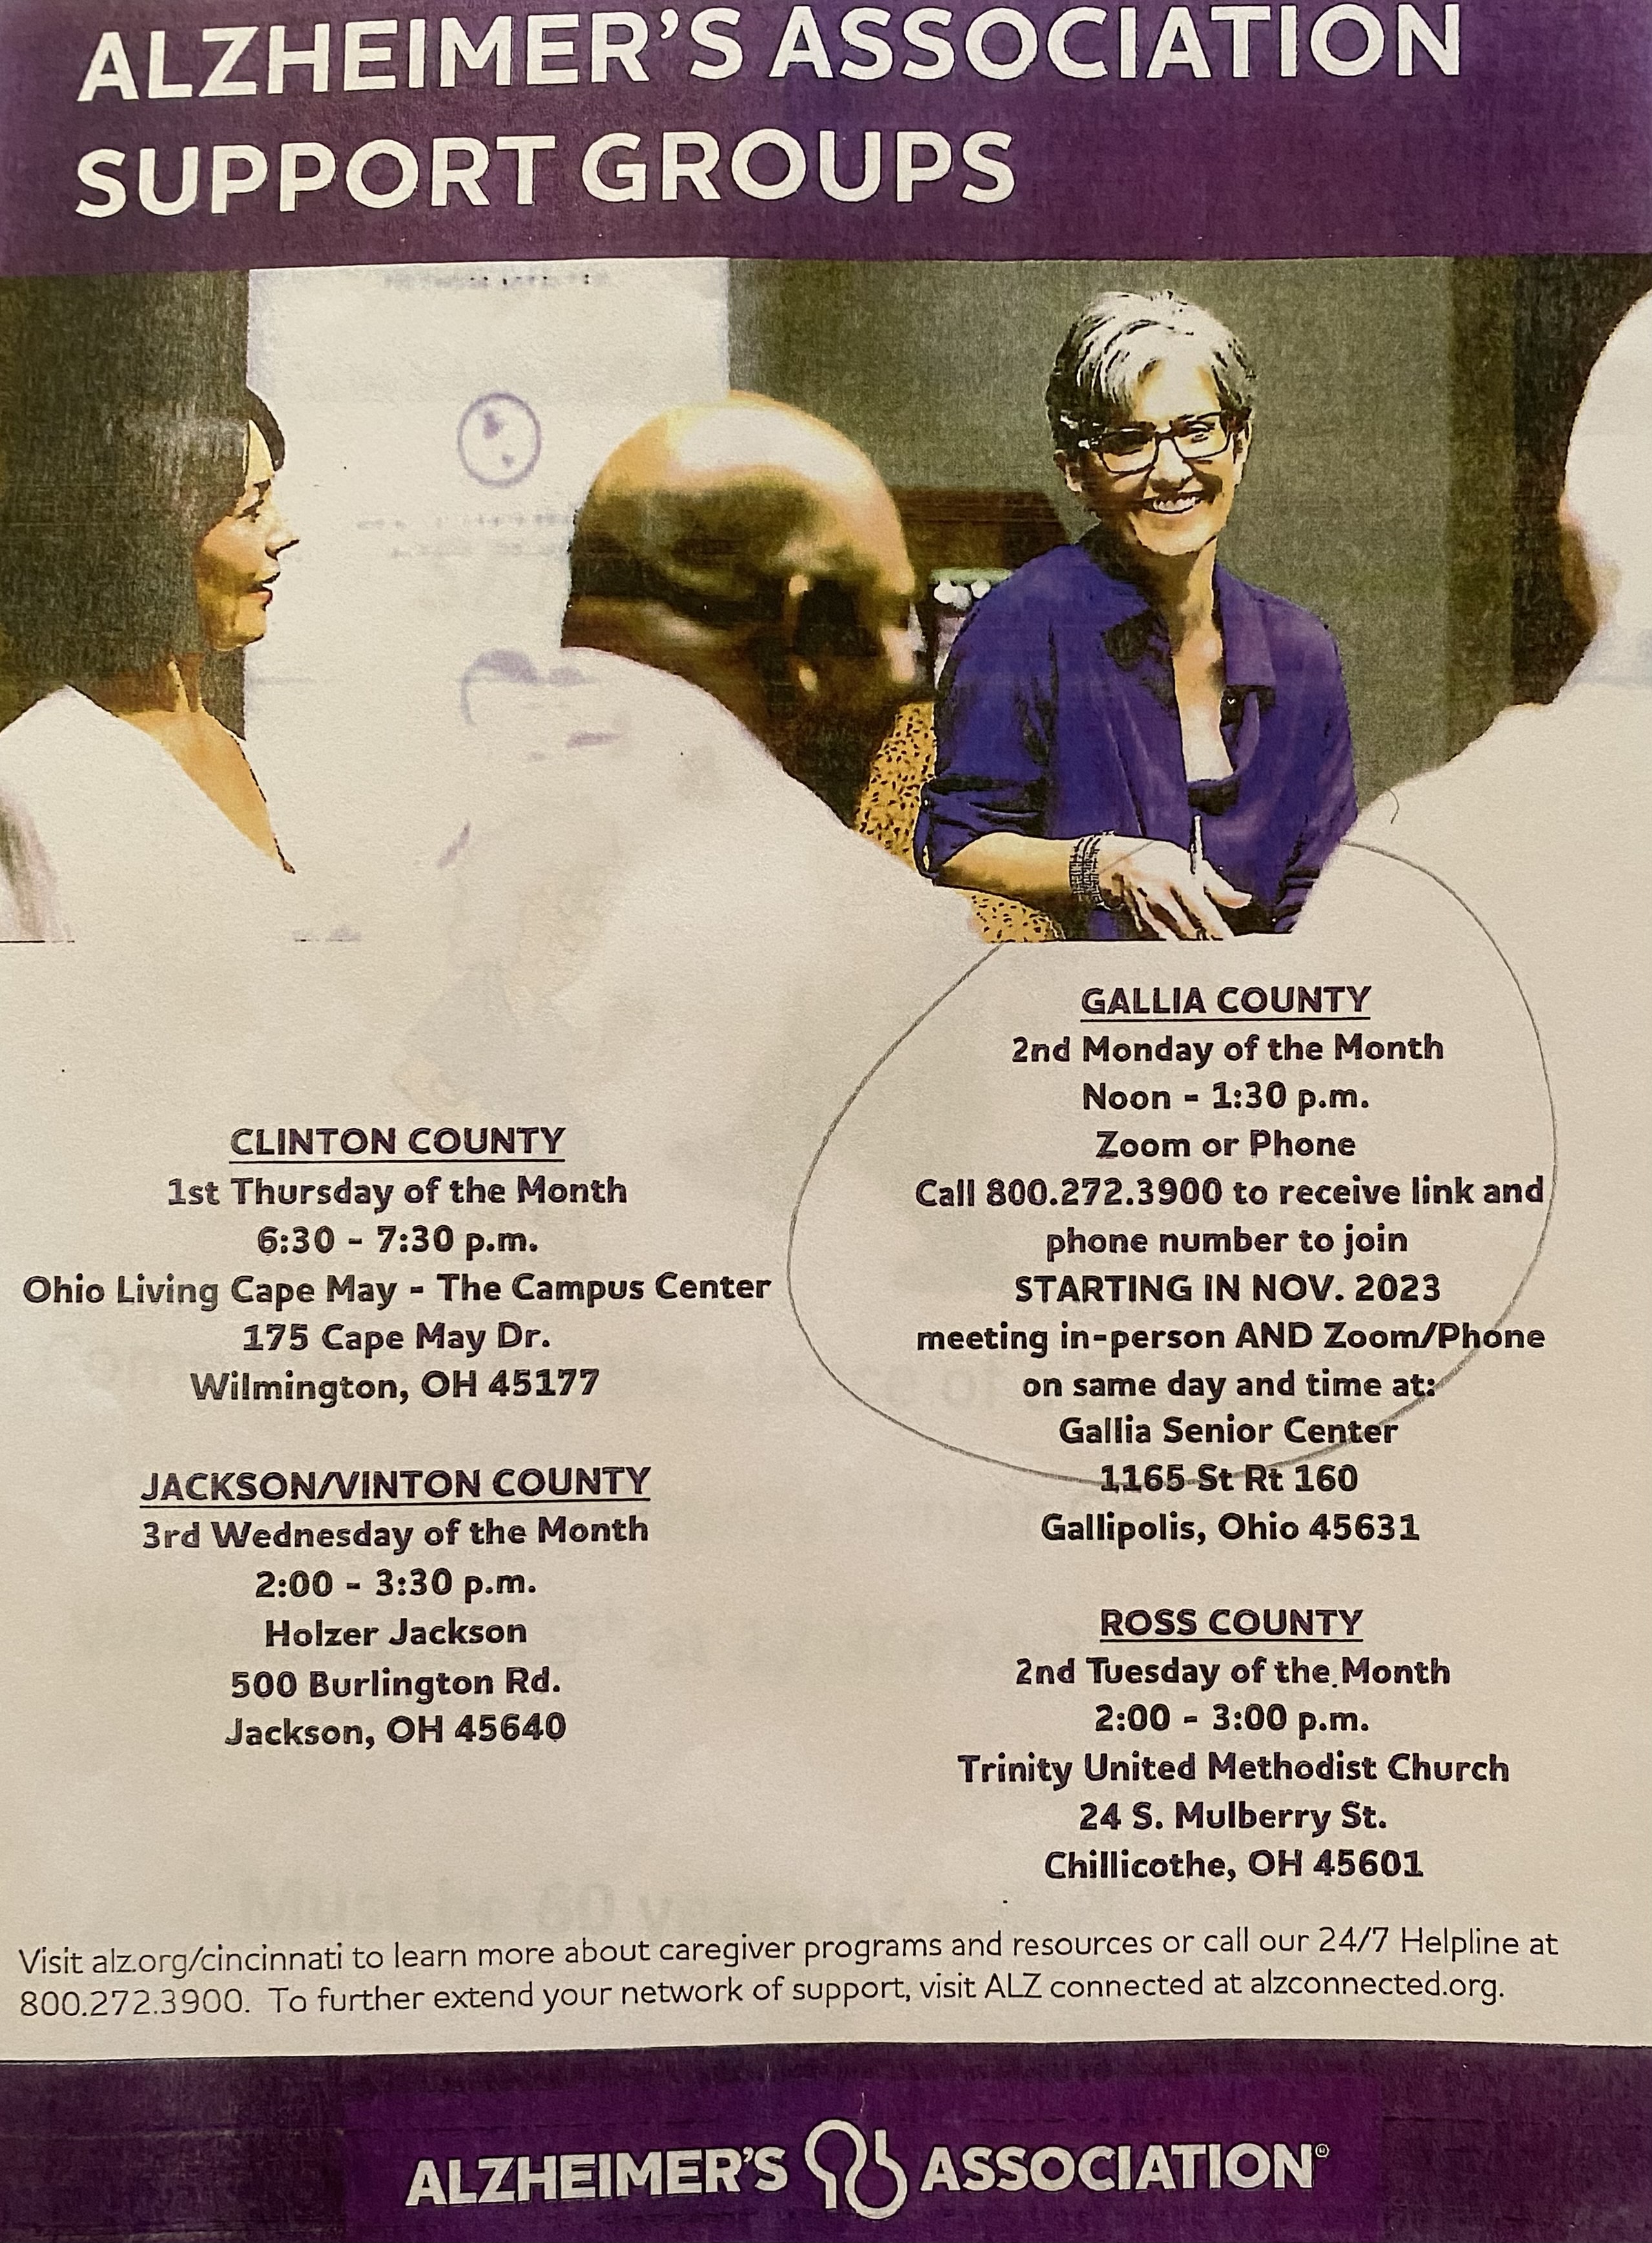 ALZHEIMER'S ASSOCIATION
SUPPORT GROUPS
CLINTON COUNTY
1st Thursday of the Month
6:30 - 7:30 p.m.
Ohio Living Cape May - The Campus Center
175 Cape May Dr.
Wilmington, OH 45177
JACKSON/VINTON COUNTY
3rd Wednesday of the Month
2:00 - 3:30 p.m.
Holzer Jackson
500 Burlington Rd.
Jackson, OH 45640
GALLIA COUNTY
2nd Monday of the Month
Noon - 1:30 p.m.
Zoom or Phone
Call 800.272.3900 to receive link and
phone number to join
STARTING IN NOV. 2023
meeting in-person AND Zoom/Phone
on same day and time at:
Gallia Senior Center
1165 St Rt 160
Gallipolis, Ohio 45631
ROSS COUNTY
2nd Tuesday of the Month
2:00 - 3:00 p.m.
Trinity United Methodist Church
24 S. Mulberry St.
Chillicothe, OH 45601
Visit alz.org/cincinnati to learn more about caregiver programs and resources or call our 24/7 Helpline at
800.272.3900. To further extend your network of support, visit ALZ connected at alzconnected.org.
ALZHEIMER'S ASSOCIATION®